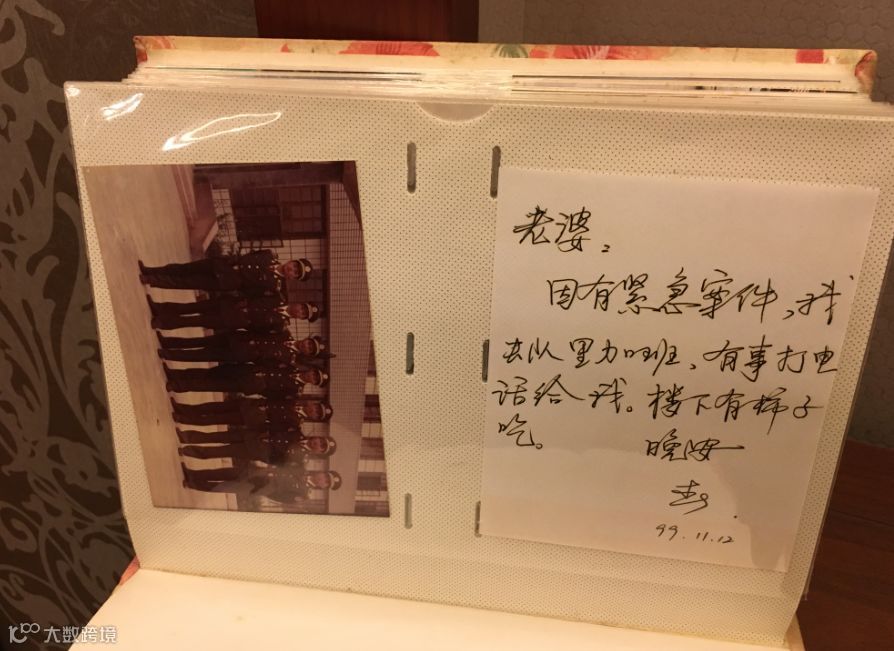 老婆,
因有紧急案件,我
去队里加班,有事打电
话给我。楼下有柿子
吃。
晚安
99.11.12
大数跨境